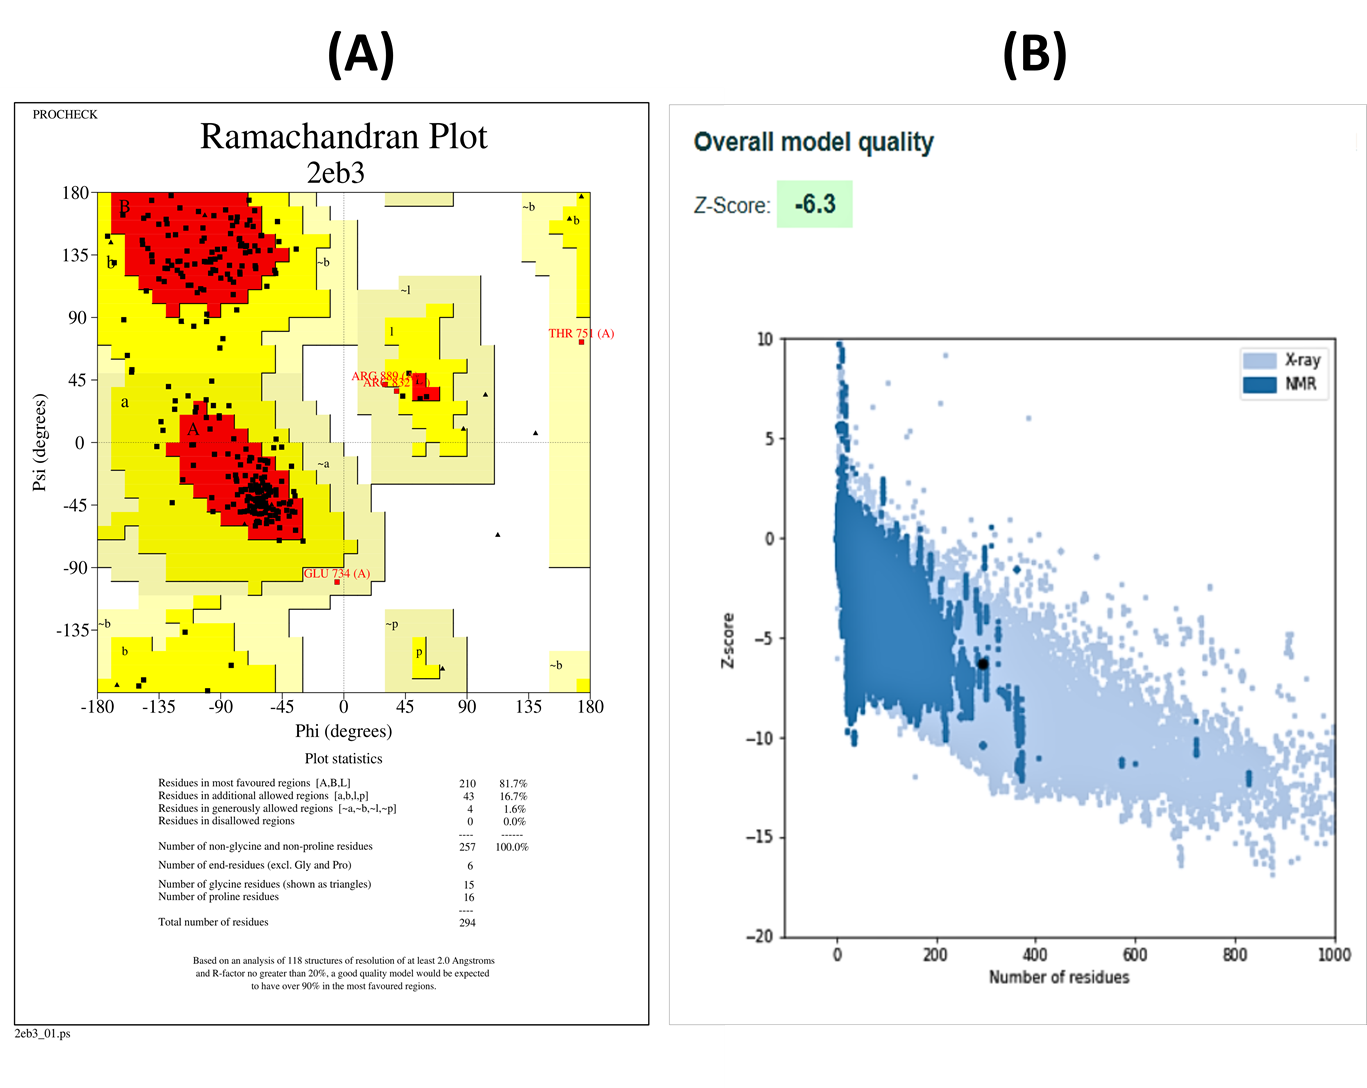 (A)
PROCHECK
Ramachandran Plot
2eb3
180
135
90
45
0
-45
-90
-135
Psi (degrees)
B
b
~b
~b
b
~l
l
THR 751 (A)
ARG 889
ARG 832
a
A
~a
GLU 734 (A)
~b
b
~p
p
~b
-180 -135 -90 -45 0 45 90 135 180
Phi (degrees)
Plot statistics
Residues in most favoured regions [A,B,L] 210 81.7%
Residues in additional allowed regions [a,b,l,p] 43 16.7%
Residues in generously allowed regions [~a,~b,~l,~p] 4 1.6%
Residues in disallowed regions 0 0.0%
---- ------
Number of non-glycine and non-proline residues 257 100.0%
Number of end-residues (excl. Gly and Pro) 6
Number of glycine residues (shown as triangles) 15
Number of proline residues 16
----
Total number of residues 294
Based on an analysis of 118 structures of resolution of at least 2.0 Angstroms
and R-factor no greater than 20%, a good quality model would be expected
to have over 90% in the most favoured regions.
2eb3_01.ps
(B)
Overall model quality
Z-Score: -6.3
X-ray
NMR
10
5
0
−5
−10
−15
−20
Z-score
0 200 400 600 800 1000
Number of residues